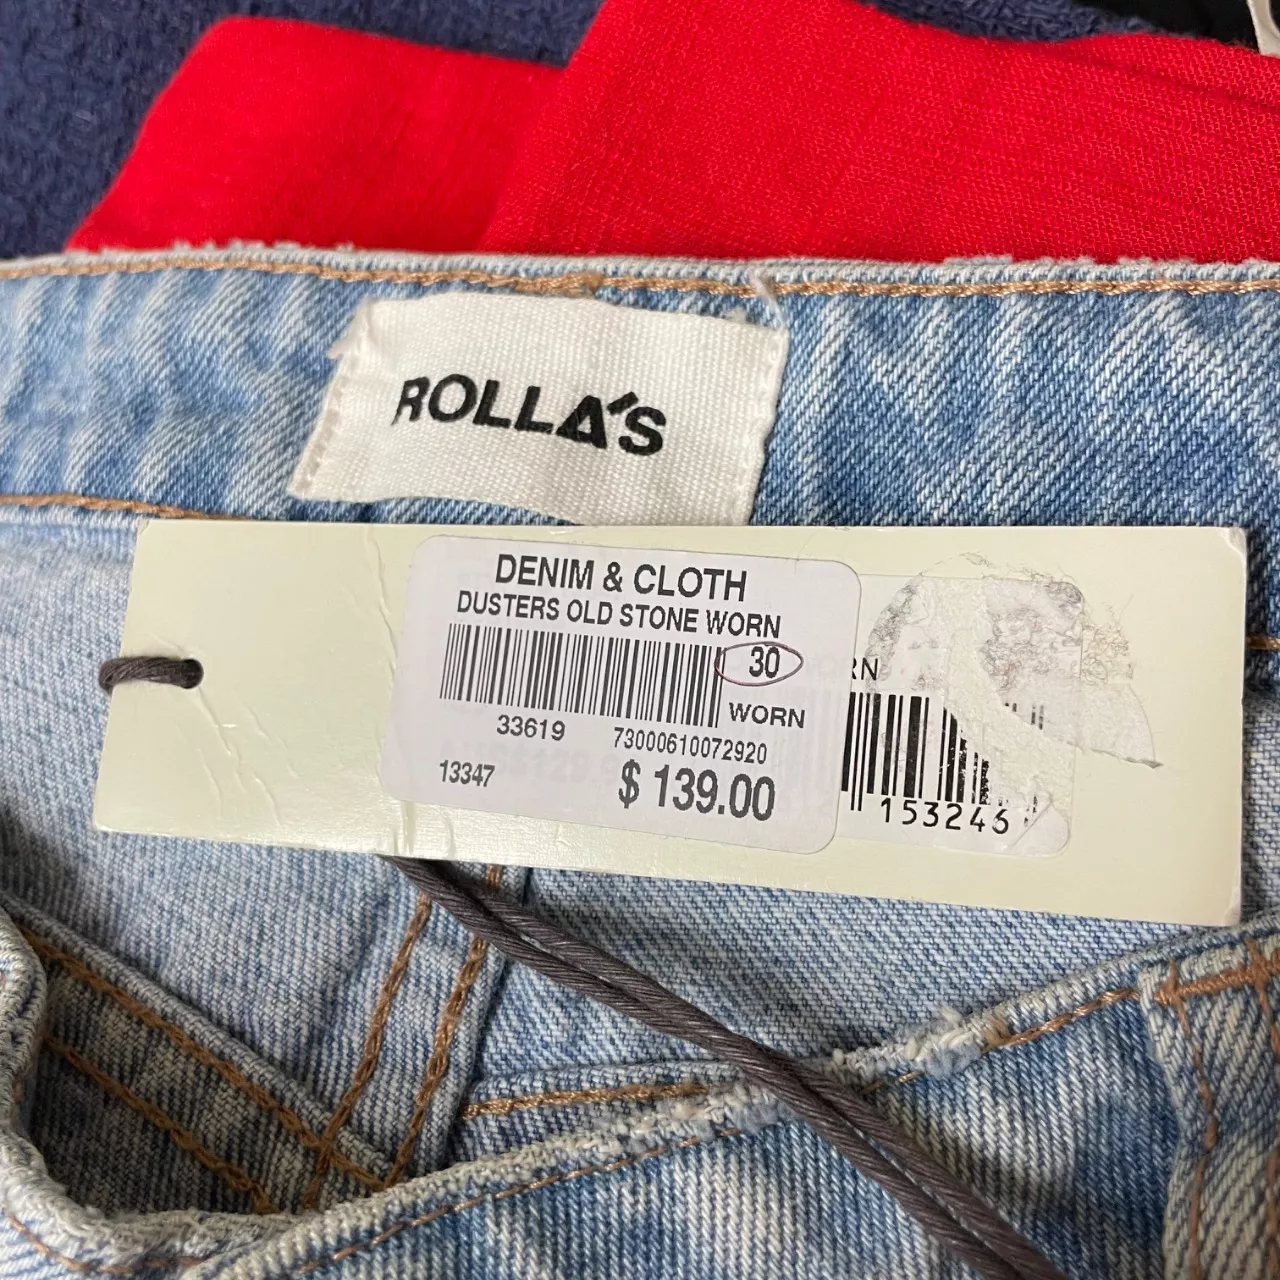 ROLLA'S
DENIM & CLOTH
DUSTERS OLD STONE WORN
30
WORN
33619
73000610072920
13347
$ 139.00
RN
153246